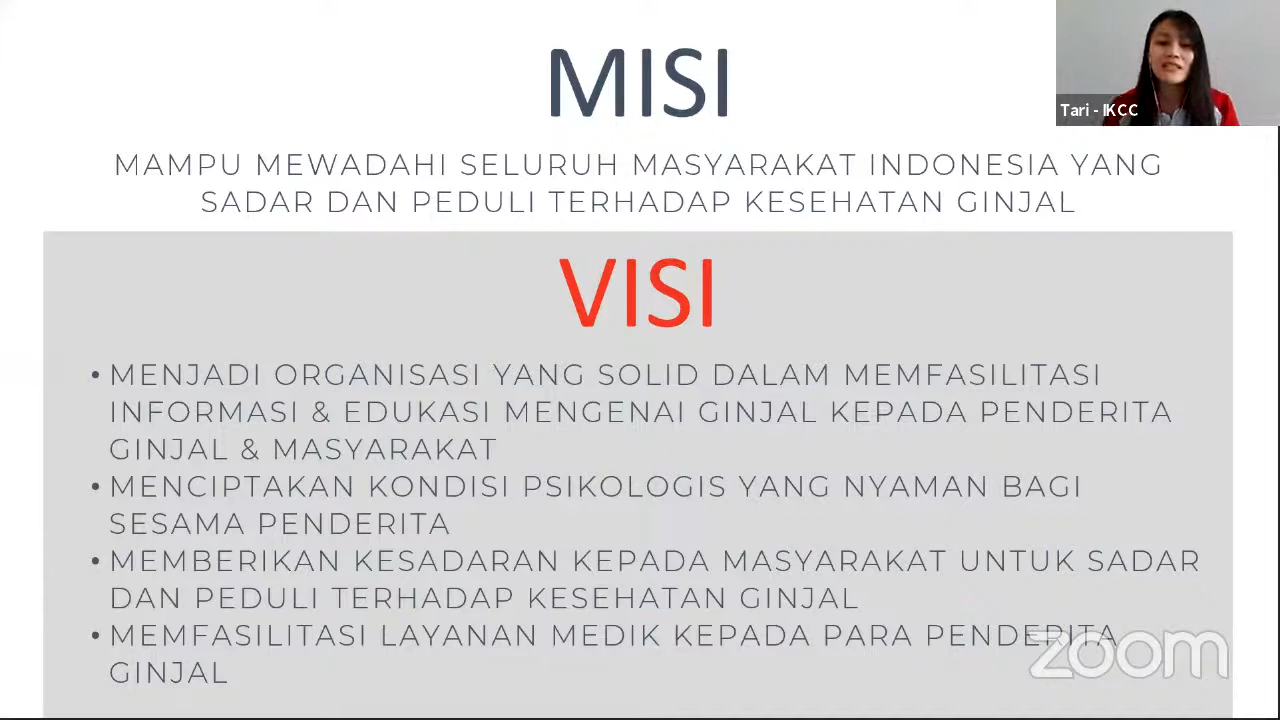 MISI
Tari - IKCC
MAMPU MEWADAHI SELURUH MASYARAKAT INDONESIA YANG
SADAR DAN PEDULI TERHADAP KESEHATAN GINJAL
VISI
• MENJADI ORGANISASI YANG SOLID DALAM MEMFASILITASI
INFORMASI & EDUKASI MENGENAI GINJAL KEPADA PENDERITA
GINJAL & MASYARAKAT
• MENCIPTAKAN KONDISI PSIKOLOGIS YANG NYAMAN BAGI
SESAMA PENDERITA
• MEMBERIKAN KESADARAN KEPADA MASYARAKAT UNTUK SADAR
DAN PEDULI TERHADAP KESEHATAN GINJAL
• MEMFASILITASI LAYANAN MEDIK KEPADA PARA PENDERITA
GINJAL
zoom